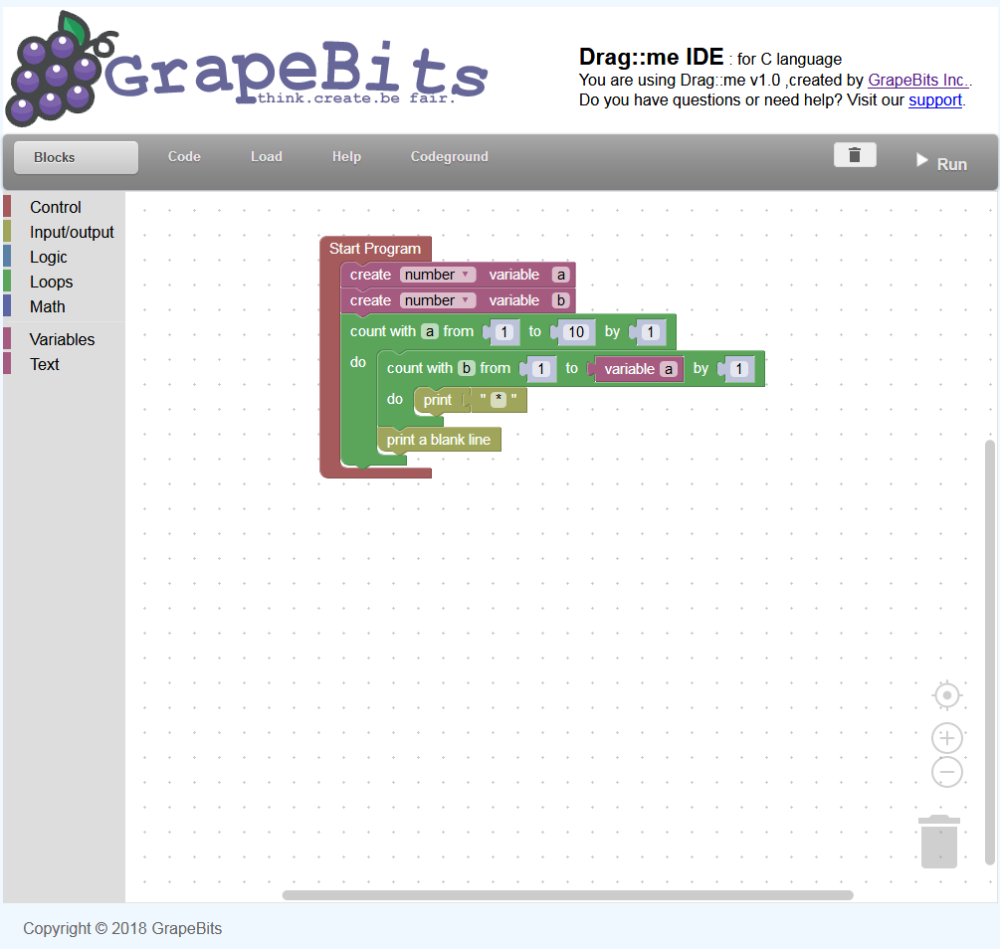 GrapeBits
think.create.be fair.
Drag::me IDE : for C language
You are using Drag::me v1.0 ,created by GrapeBits Inc..
Do you have questions or need help? Visit our support.
Blocks Code Load Help Codeground Run
Control
Input/output
Logic
Loops
Math
Variables
Text
Start Program
create number variable a
create number variable b
count with a from 1 to 10 by 1
do count with b from 1 to variable a by 1
do print " * "
print a blank line
Copyright © 2018 GrapeBits